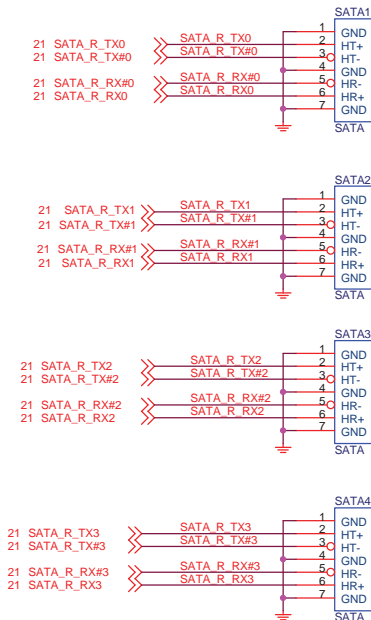 SATA1
1 GND
21 SATA_R_TX0 SATA_R_TX0 2 HT+
21 SATA_R_TX#0 SATA_R_TX#0 3 HT-
4 GND
21 SATA_R_RX#0 SATA_R_RX#0 5 HR-
21 SATA_R_RX0 SATA_R_RX0 6 HR+
7 GND
SATA
SATA2
1 GND
21 SATA_R_TX1 SATA_R_TX1 2 HT+
21 SATA_R_TX#1 SATA_R_TX#1 3 HT-
4 GND
21 SATA_R_RX#1 SATA_R_RX#1 5 HR-
21 SATA_R_RX1 SATA_R_RX1 6 HR+
7 GND
SATA
SATA3
1 GND
21 SATA_R_TX2 SATA_R_TX2 2 HT+
21 SATA_R_TX#2 SATA_R_TX#2 3 HT-
4 GND
21 SATA_R_RX#2 SATA_R_RX#2 5 HR-
21 SATA_R_RX2 SATA_R_RX2 6 HR+
7 GND
SATA
SATA4
1 GND
21 SATA_R_TX3 SATA_R_TX3 2 HT+
21 SATA_R_TX#3 SATA_R_TX#3 3 HT-
4 GND
21 SATA_R_RX#3 SATA_R_RX#3 5 HR-
21 SATA_R_RX3 SATA_R_RX3 6 HR+
7 GND
SATA